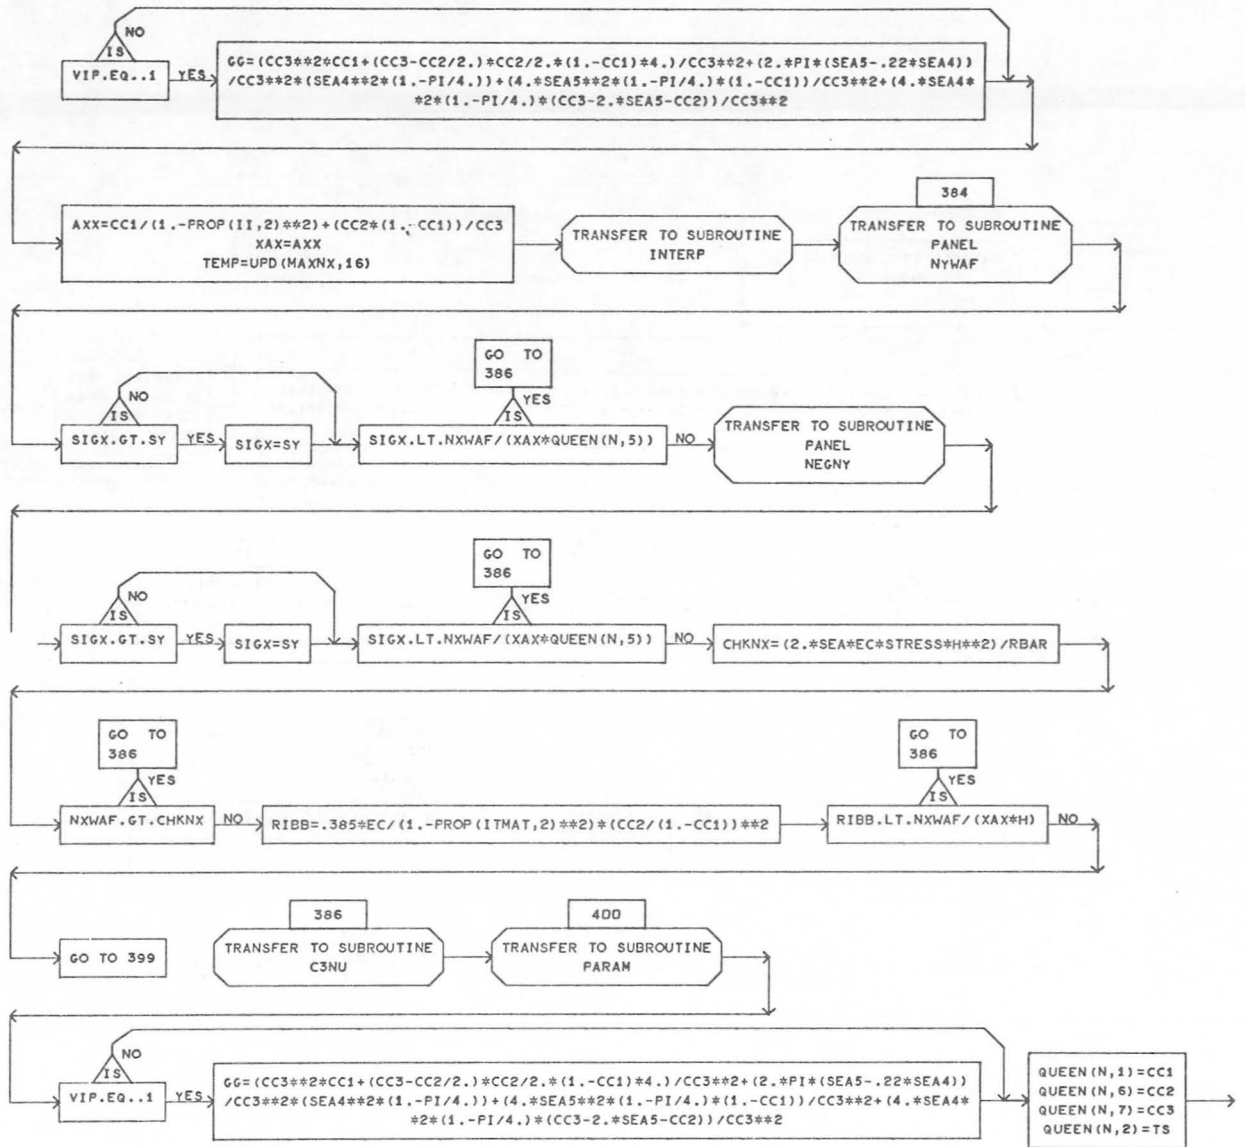 NO
IS
VIP.EQ..1
YES
GG=(CC3**2*CC1+(CC3-CC2/2.)*CC2/2.*(1.-CC1)*4.)/CC3**2+(2.*PI*(SEA5-.22*SEA4))
/CC3**2*(SEA4**2*(1.-PI/4.))+(4.*SEA5**2*(1.-PI/4.)*(1.-CC1))/CC3**2+(4.*SEA4*
*2*(1.-PI/4.)*(CC3-2.*SEA5-CC2))/CC3**2
AXX=CC1/(1.-PROP(II,2)**2)+(CC2*(1.-CC1))/CC3
XAX=AXX
TEMP=UPD(MAXNX,16)
TRANSFER TO SUBROUTINE
INTERP
384
TRANSFER TO SUBROUTINE
PANEL
NYWAF
NO
IS
SIGX.GT.SY
YES
SIGX=SY
GO TO
386
YES
IS
SIGX.LT.NXWAF/(XAX*QUEEN(N,5))
NO
TRANSFER TO SUBROUTINE
PANEL
NEGNY
NO
IS
SIGX.GT.SY
YES
SIGX=SY
GO TO
386
YES
IS
SIGX.LT.NXWAF/(XAX*QUEEN(N,5))
NO
CHKNX=(2.*SEA*EC*STRESS*H**2)/RBAR
GO TO
386
YES
IS
NXWAF.GT.CHKNX
NO
RIBB=.385*EC/(1.-PROP(ITMAT,2)**2)*(CC2/(1.-CC1))**2
GO TO
386
YES
IS
RIBB.LT.NXWAF/(XAX*H)
NO
GO TO 399
386
TRANSFER TO SUBROUTINE
C3NU
400
TRANSFER TO SUBROUTINE
PARAM
NO
IS
VIP.EQ..1
YES
GG=(CC3**2*CC1+(CC3-CC2/2.)*CC2/2.*(1.-CC1)*4.)/CC3**2+(2.*PI*(SEA5-.22*SEA4))
/CC3**2*(SEA4**2*(1.-PI/4.))+(4.*SEA5**2*(1.-PI/4.)*(1.-CC1))/CC3**2+(4.*SEA4*
*2*(1.-PI/4.)*(CC3-2.*SEA5-CC2))/CC3**2
QUEEN(N,1)=CC1
QUEEN(N,6)=CC2
QUEEN(N,7)=CC3
QUEEN(N,2)=TS